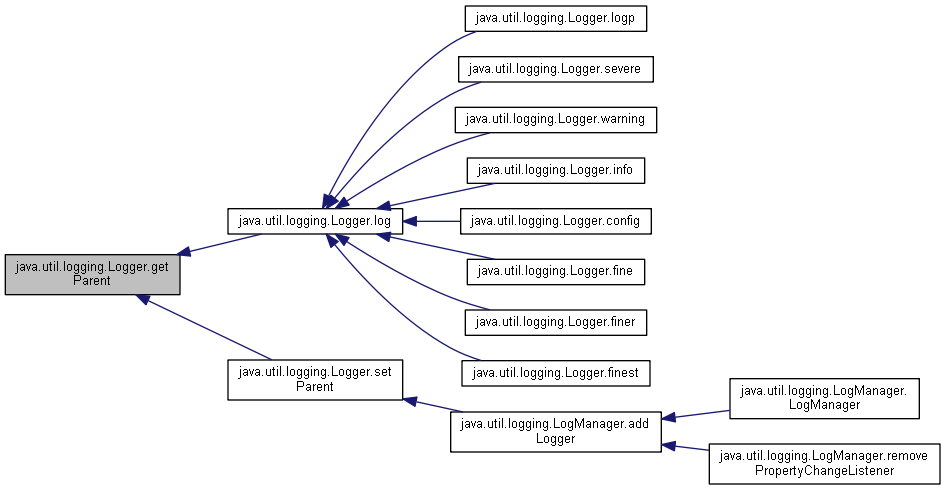 java.util.logging.Logger.logp
java.util.logging.Logger.severe
java.util.logging.Logger.warning
java.util.logging.Logger.info
java.util.logging.Logger.log
java.util.logging.Logger.config
java.util.logging.Logger.get
Parent
java.util.logging.Logger.fine
java.util.logging.Logger.finer
java.util.logging.Logger.set
Parent
java.util.logging.Logger.finest
java.util.logging.LogManager.
LogManager
java.util.logging.LogManager.add
Logger
java.util.logging.LogManager.remove
PropertyChangeListener